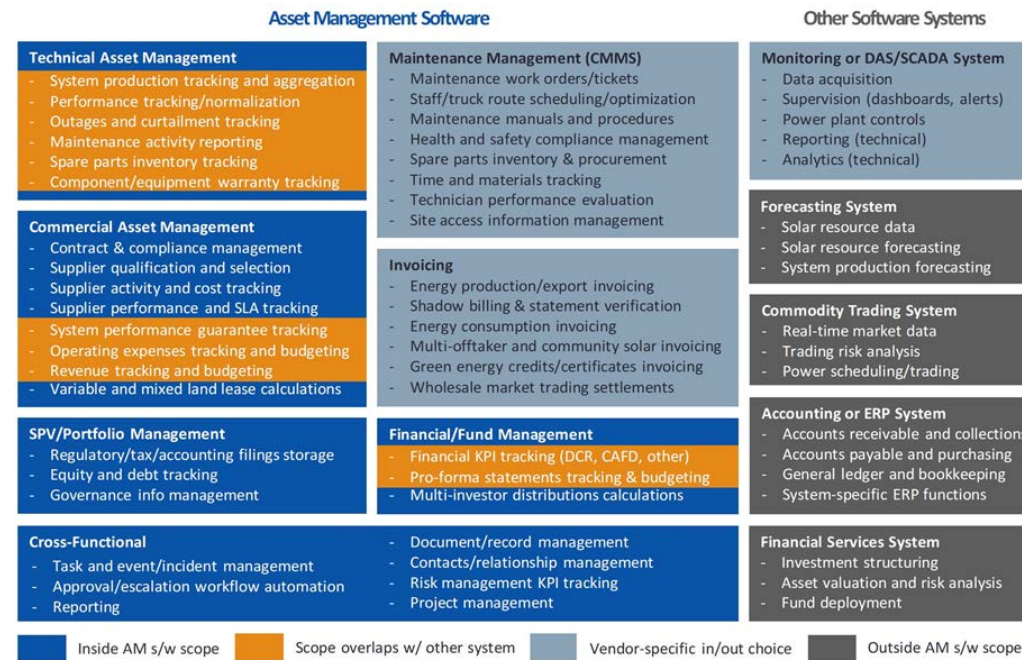 Asset Management Software
Other Software Systems
Technical Asset Management
- System production tracking and aggregation
- Performance tracking/normalization
- Outages and curtailment tracking
- Maintenance activity reporting
- Spare parts inventory tracking
- Component/equipment warranty tracking
Maintenance Management (CMMS)
- Maintenance work orders/tickets
- Staff/truck route scheduling/optimization
- Maintenance manuals and procedures
- Health and safety compliance management
- Spare parts inventory & procurement
- Time and materials tracking
- Technician performance evaluation
- Site access information management
Monitoring or DAS/SCADA System
- Data acquisition
- Supervision (dashboards, alerts)
- Power plant controls
- Reporting (technical)
- Analytics (technical)
Commercial Asset Management
- Contract & compliance management
- Supplier qualification and selection
- Supplier activity and cost tracking
- Supplier performance and SLA tracking
- System performance guarantee tracking
- Operating expenses tracking and budgeting
- Revenue tracking and budgeting
- Variable and mixed land lease calculations
Invoicing
- Energy production/export invoicing
- Shadow billing & statement verification
- Energy consumption invoicing
- Multi-offtaker and community solar invoicing
- Green energy credits/certificates invoicing
- Wholesale market trading settlements
Forecasting System
- Solar resource data
- Solar resource forecasting
- System production forecasting
Commodity Trading System
- Real-time market data
- Trading risk analysis
- Power scheduling/trading
SPV/Portfolio Management
- Regulatory/tax/accounting filings storage
- Equity and debt tracking
- Governance info management
Financial/Fund Management
- Financial KPI tracking (DCR, CAFD, other)
- Pro-forma statements tracking & budgeting
- Multi-investor distributions calculations
Accounting or ERP System
- Accounts receivable and collections
- Accounts payable and purchasing
- General ledger and bookkeeping
- System-specific ERP functions
Cross-Functional
- Task and event/incident management
- Approval/escalation workflow automation
- Reporting
- Document/record management
- Contacts/relationship management
- Risk management KPI tracking
- Project management
Financial Services System
- Investment structuring
- Asset valuation and risk analysis
- Fund deployment
Inside AM s/w scope
Scope overlaps w/ other system
Vendor-specific in/out choice
Outside AM s/w scope